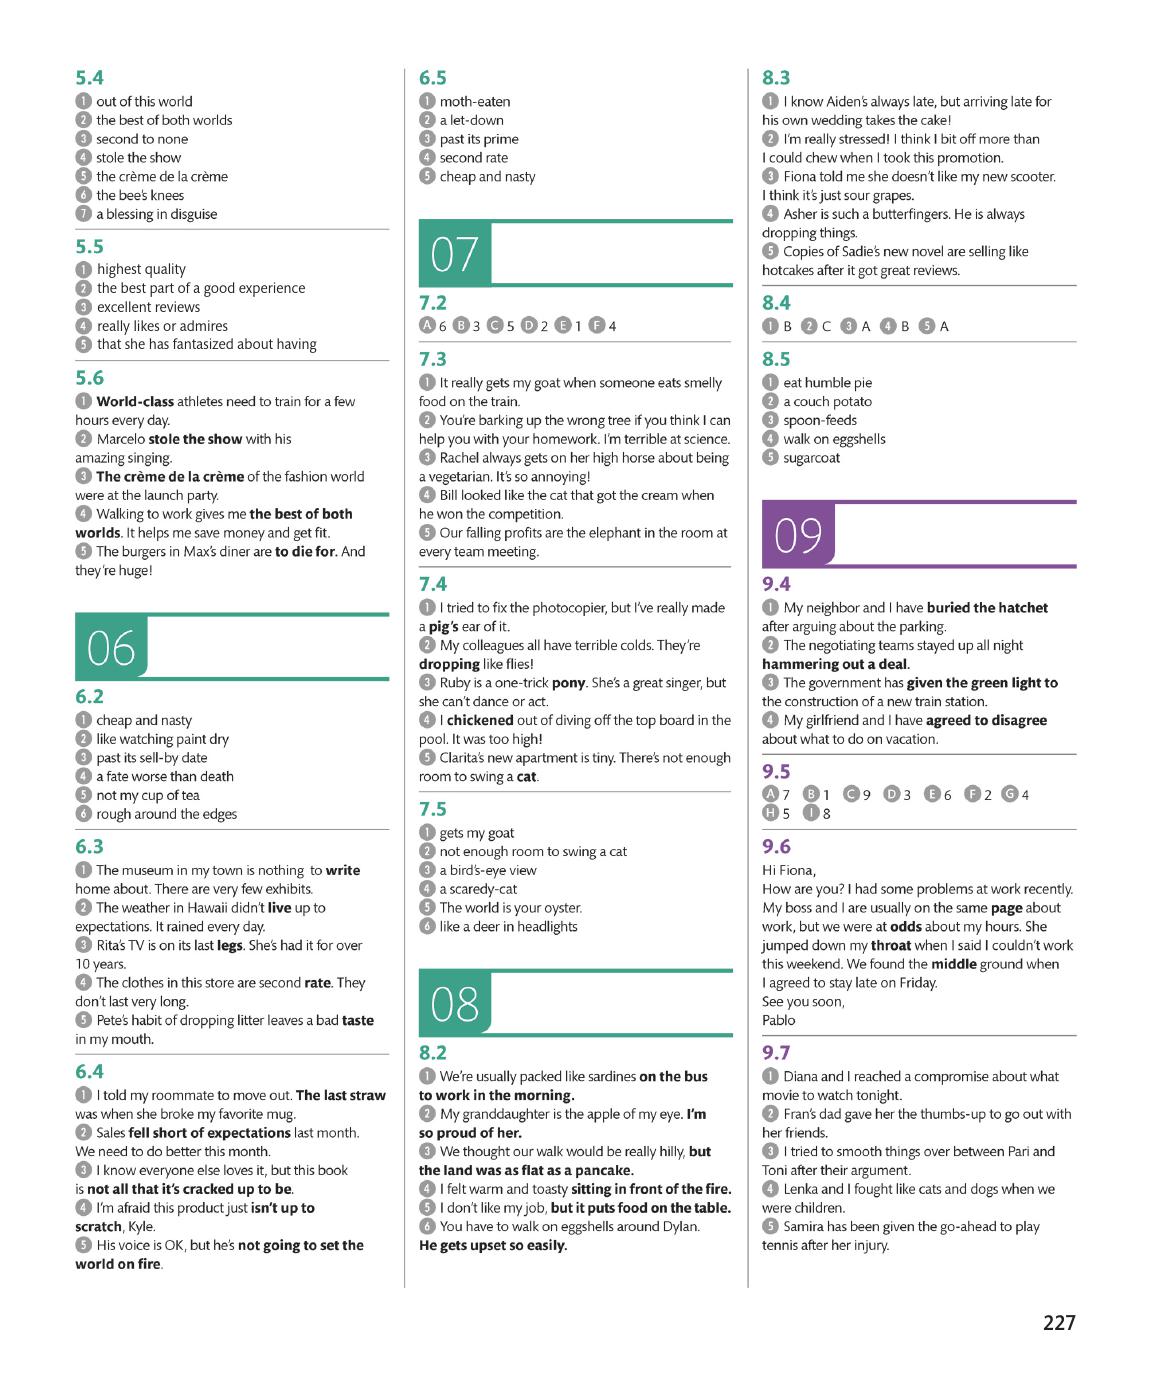 5.4
1 out of this world
2 the best of both worlds
3 second to none
4 stole the show
5 the crème de la crème
6 the bee's knees
7 a blessing in disguise
5.5
1 highest quality
2 the best part of a good experience
3 excellent reviews
4 really likes or admires
5 that she has fantasized about having
5.6
1 World-class athletes need to train for a few
hours every day.
2 Marcelo stole the show with his
amazing singing.
3 The crème de la crème of the fashion world
were at the launch party.
4 Walking to work gives me the best of both
worlds. It helps me save money and get fit.
5 The burgers in Max's diner are to die for. And
they're huge!
06
6.2
1 cheap and nasty
2 like watching paint dry
3 past its sell-by date
4 a fate worse than death
5 not my cup of tea
6 rough around the edges
6.3
1 The museum in my town is nothing to write
home about. There are very few exhibits.
2 The weather in Hawaii didn't live up to
expectations. It rained every day.
3 Rita's TV is on its last legs. She's had it for over
10 years.
4 The clothes in this store are second rate. They
don't last very long.
5 Pete's habit of dropping litter leaves a bad taste
in my mouth.
6.4
1 I told my roommate to move out. The last straw
was when she broke my favorite mug.
2 Sales fell short of expectations last month.
We need to do better this month.
3 I know everyone else loves it, but this book
is not all that it's cracked up to be.
4 I'm afraid this product just isn't up to
scratch, Kyle.
5 His voice is OK, but he's not going to set the
world on fire.
6.5
1 moth-eaten
2 a let-down
3 past its prime
4 second rate
5 cheap and nasty
07
7.2
A 6 B 3 C 5 D 2 E 1 F 4
7.3
1 It really gets my goat when someone eats smelly
food on the train.
2 You're barking up the wrong tree if you think I can
help you with your homework. I'm terrible at science.
3 Rachel always gets on her high horse about being
a vegetarian. It's so annoying!
4 Bill looked like the cat that got the cream when
he won the competition.
5 Our falling profits are the elephant in the room at
every team meeting.
7.4
1 I tried to fix the photocopier, but I've really made
a pig's ear of it.
2 My colleagues all have terrible colds. They're
dropping like flies!
3 Ruby is a one-trick pony. She's a great singer, but
she can't dance or act.
4 I chickened out of diving off the top board in the
pool. It was too high!
5 Clarita's new apartment is tiny. There's not enough
room to swing a cat.
7.5
1 gets my goat
2 not enough room to swing a cat
3 a bird's-eye view
4 a scaredy-cat
5 The world is your oyster.
6 like a deer in headlights
08
8.2
1 We're usually packed like sardines on the bus
to work in the morning.
2 My granddaughter is the apple of my eye. I'm
so proud of her.
3 We thought our walk would be really hilly, but
the land was as flat as a pancake.
4 I felt warm and toasty sitting in front of the fire.
5 I don't like my job, but it puts food on the table.
6 You have to walk on eggshells around Dylan.
He gets upset so easily.
8.3
1 I know Aiden's always late, but arriving late for
his own wedding takes the cake!
2 I'm really stressed! I think I bit off more than
I could chew when I took this promotion.
3 Fiona told me she doesn't like my new scooter.
I think it's just sour grapes.
4 Asher is such a butterfingers. He is always
dropping things.
5 Copies of Sadie's new novel are selling like
hotcakes after it got great reviews.
8.4
1 B 2 C 3 A 4 B 5 A
8.5
1 eat humble pie
2 a couch potato
3 spoon-feeds
4 walk on eggshells
5 sugarcoat
09
9.4
1 My neighbor and I have buried the hatchet
after arguing about the parking.
2 The negotiating teams stayed up all night
hammering out a deal.
3 The government has given the green light to
the construction of a new train station.
4 My girlfriend and I have agreed to disagree
about what to do on vacation.
9.5
A 7 B 1 C 9 D 3 E 6 F 2 G 4
H 5 I 8
9.6
Hi Fiona,
How are you? I had some problems at work recently.
My boss and I are usually on the same page about
work, but we were at odds about my hours. She
jumped down my throat when I said I couldn't work
this weekend. We found the middle ground when
I agreed to stay late on Friday.
See you soon,
Pablo
9.7
1 Diana and I reached a compromise about what
movie to watch tonight.
2 Fran's dad gave her the thumbs-up to go out with
her friends.
3 I tried to smooth things over between Pari and
Toni after their argument.
4 Lenka and I fought like cats and dogs when we
were children.
5 Samira has been given the go-ahead to play
tennis after her injury.
227